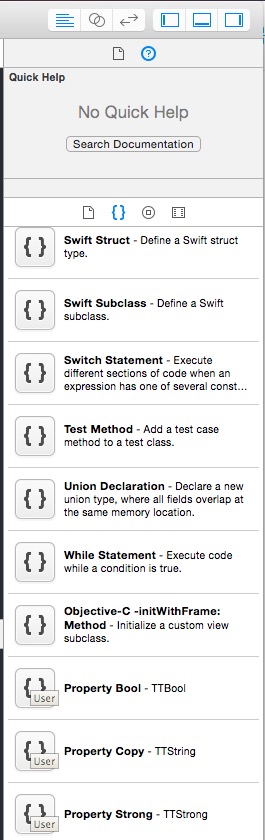 Quick Help
No Quick Help
Search Documentation
{ }
{ } Swift Struct - Define a Swift struct
type.
{ } Swift Subclass - Define a Swift
subclass.
{ } Switch Statement - Execute
different sections of code when an
expression has one of several const...
{ } Test Method - Add a test case
method to a test class.
{ } Union Declaration - Declare a new
union type, where all fields overlap at
the same memory location.
{ } While Statement - Execute code
while a condition is true.
{ } Objective-C -initWithFrame:
Method - Initialize a custom view
subclass.
{ } Property Bool - TTBool
User
{ } Property Copy - TTString
User
{ } Property Strong - TTStrong
User